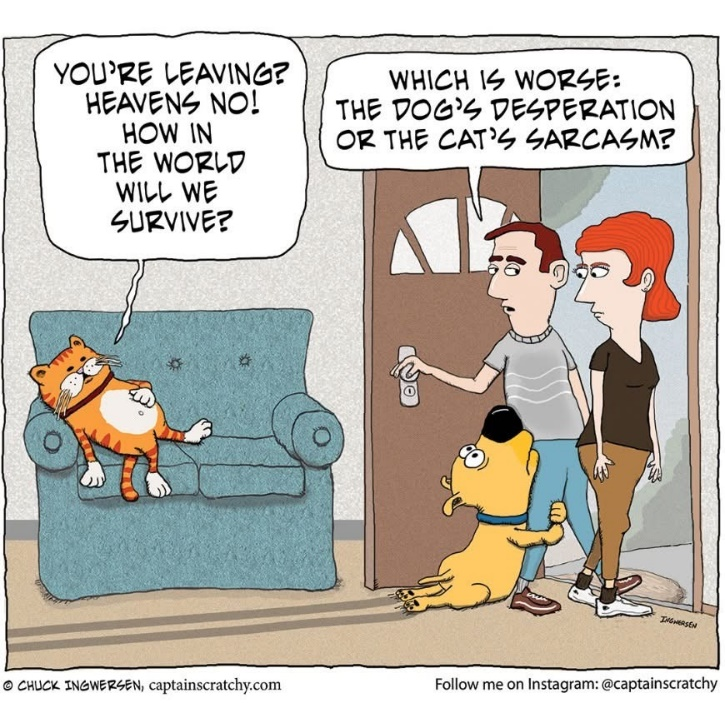 YOU'RE LEAVING?
HEAVENS NO!
HOW IN
THE WORLD
WILL WE
SURVIVE?
WHICH IS WORSE:
THE DOG'S DESPERATION
OR THE CAT'S SARCASM?
INGWERSEN
© CHUCK INGWERSEN, captainscratchy.com
Follow me on Instagram: @captainscratchy